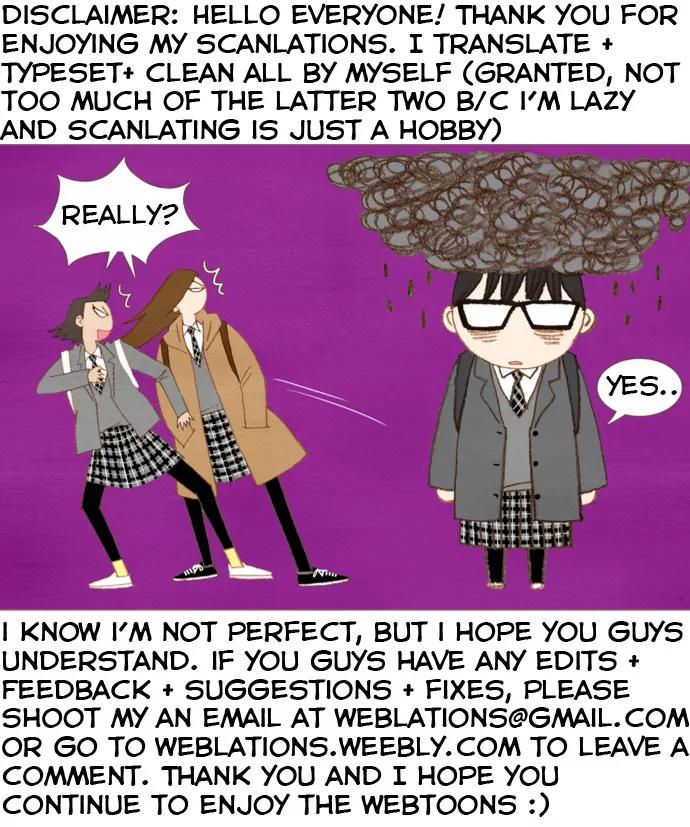 DISCLAIMER: HELLO EVERYONE! THANK YOU FOR
ENJOYING MY SCANLATIONS. I TRANSLATE +
TYPESET+ CLEAN ALL BY MYSELF (GRANTED, NOT
TOO MUCH OF THE LATTER TWO B/C I'M LAZY
AND SCANLATING IS JUST A HOBBY)
REALLY?
YES..
I KNOW I'M NOT PERFECT, BUT I HOPE YOU GUYS
UNDERSTAND. IF YOU GUYS HAVE ANY EDITS +
FEEDBACK + SUGGESTIONS + FIXES, PLEASE
SHOOT MY AN EMAIL AT WEBLATIONS@GMAIL.COM
OR GO TO WEBLATIONS.WEEBLY.COM TO LEAVE A
COMMENT. THANK YOU AND I HOPE YOU
CONTINUE TO ENJOY THE WEBTOONS :)